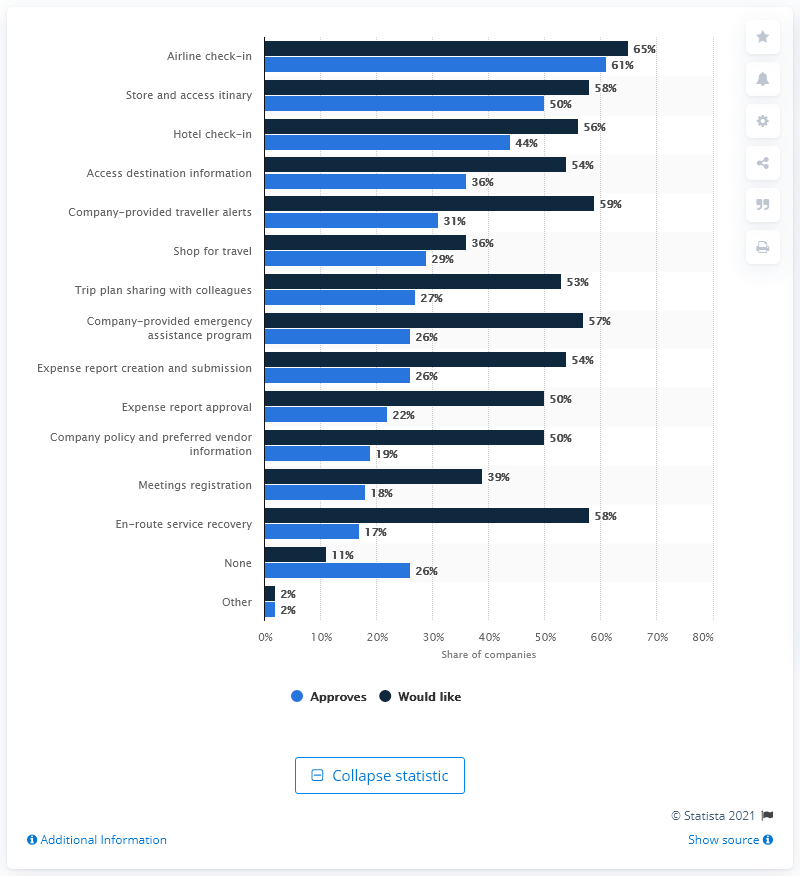 Airline check-in
65%
61%
Store and access itinary
58%
50%
Hotel check-in
56%
44%
Access destination information
54%
36%
Company-provided traveller alerts
59%
31%
Shop for travel
36%
29%
Trip plan sharing with colleagues
53%
27%
Company-provided emergency
assistance program
57%
26%
Expense report creation and submission
54%
26%
Expense report approval
50%
22%
Company policy and preferred vendor
information
50%
19%
Meetings registration
39%
18%
En-route service recovery
58%
17%
None
11%
26%
Other
2%
2%
0% 10% 20% 30% 40% 50% 60% 70% 80%
Share of companies
Approves Would like
Collapse statistic
© Statista 2021
Additional Information Show source